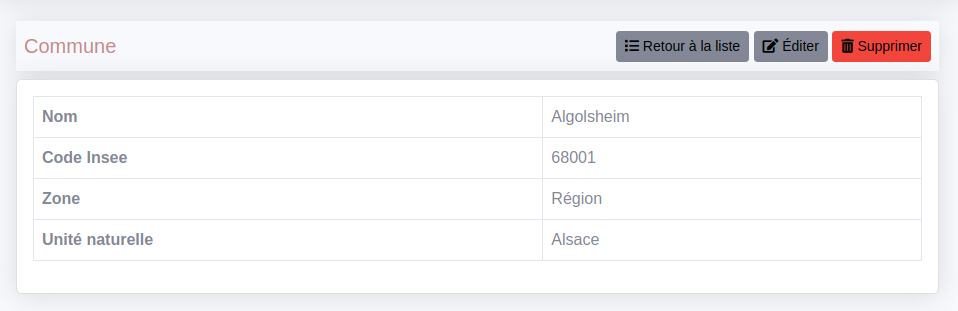 Commune
Retour à la liste Éditer Supprimer
Nom Algolsheim
Code Insee 68001
Zone Région
Unité naturelle Alsace